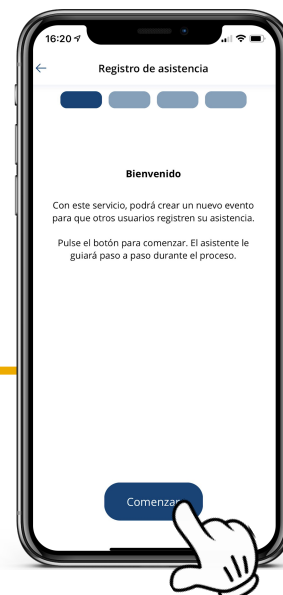 16:20
Registro de asistencia
Bienvenido
Con este servicio, podrá crear un nuevo evento
para que otros usuarios registren su asistencia.
Pulse el botón para comenzar. El asistente le
guiará paso a paso durante el proceso.
Comenzar